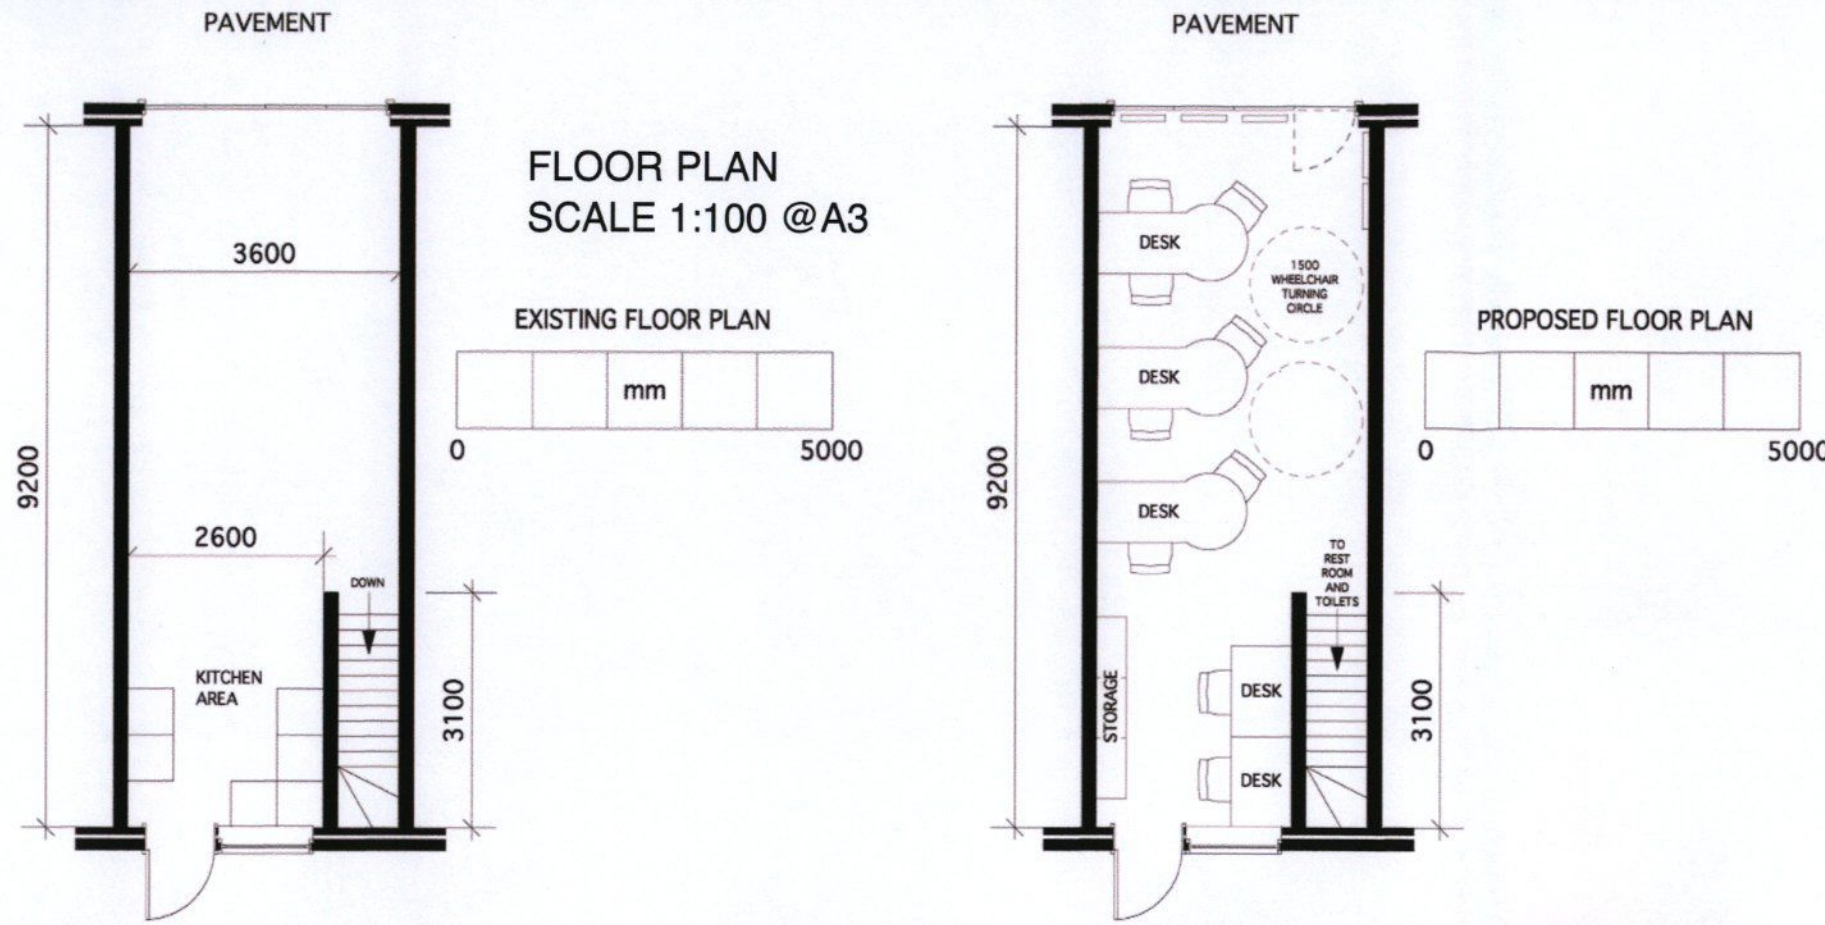 PAVEMENT
FLOOR PLAN
SCALE 1:100 @A3
3600
EXISTING FLOOR PLAN
mm
0
5000
9200
2600
DOWN
KITCHEN
AREA
3100
PAVEMENT
DESK
1500
WHEELCHAIR
TURNING
CIRCLE
PROPOSED FLOOR PLAN
mm
0
5000
DESK
9200
DESK
TO
REST
ROOM
AND
TOILETS
STORAGE
DESK
DESK
3100